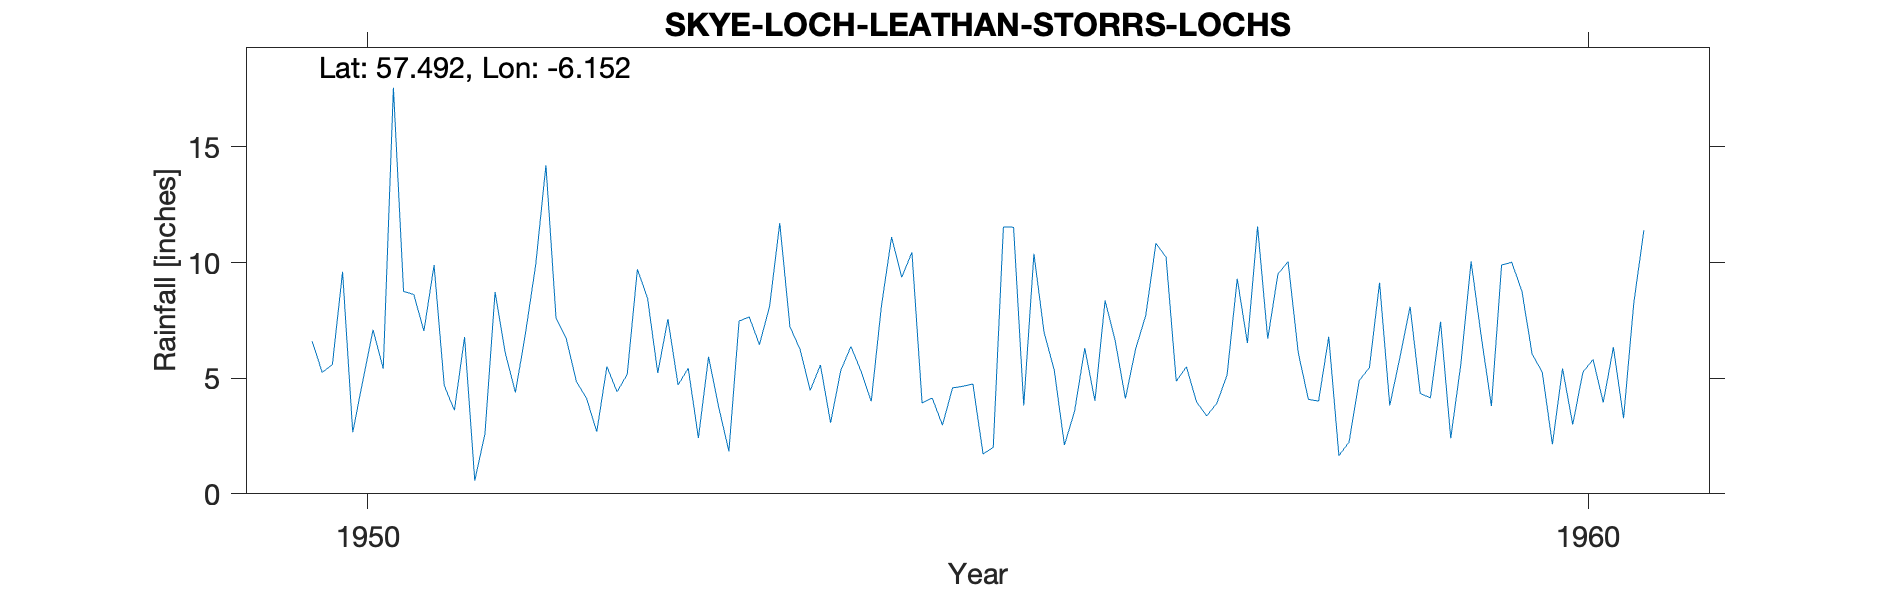 SKYE-LOCH-LEATHAN-STORRS-LOCHS
Lat: 57.492, Lon: -6.152
Rainfall [inches]
15
10
5
0
1950
1960
Year